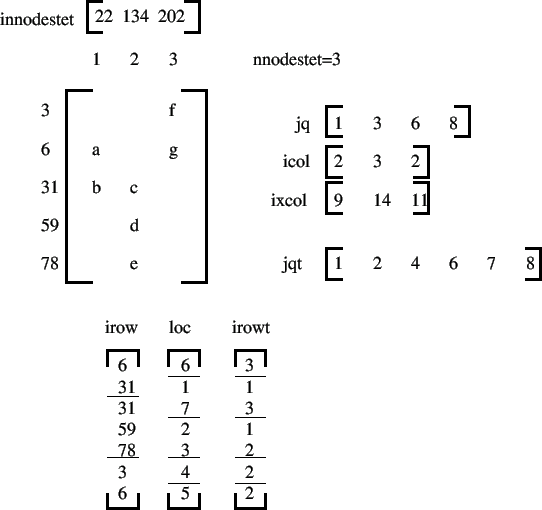 innodestet 22 134 202
1 2 3 nnodestet=3
3 f
jq 1 3 6 8
6 a g
icol 2 3 2
31 b c
ixcol 9 14 11
59 d
78 e
jqt 1 2 4 6 7 8
irow loc irowt
6 6 3
31 1 1
31 7 3
59 2 1
78 3 2
3 4 2
6 5 2